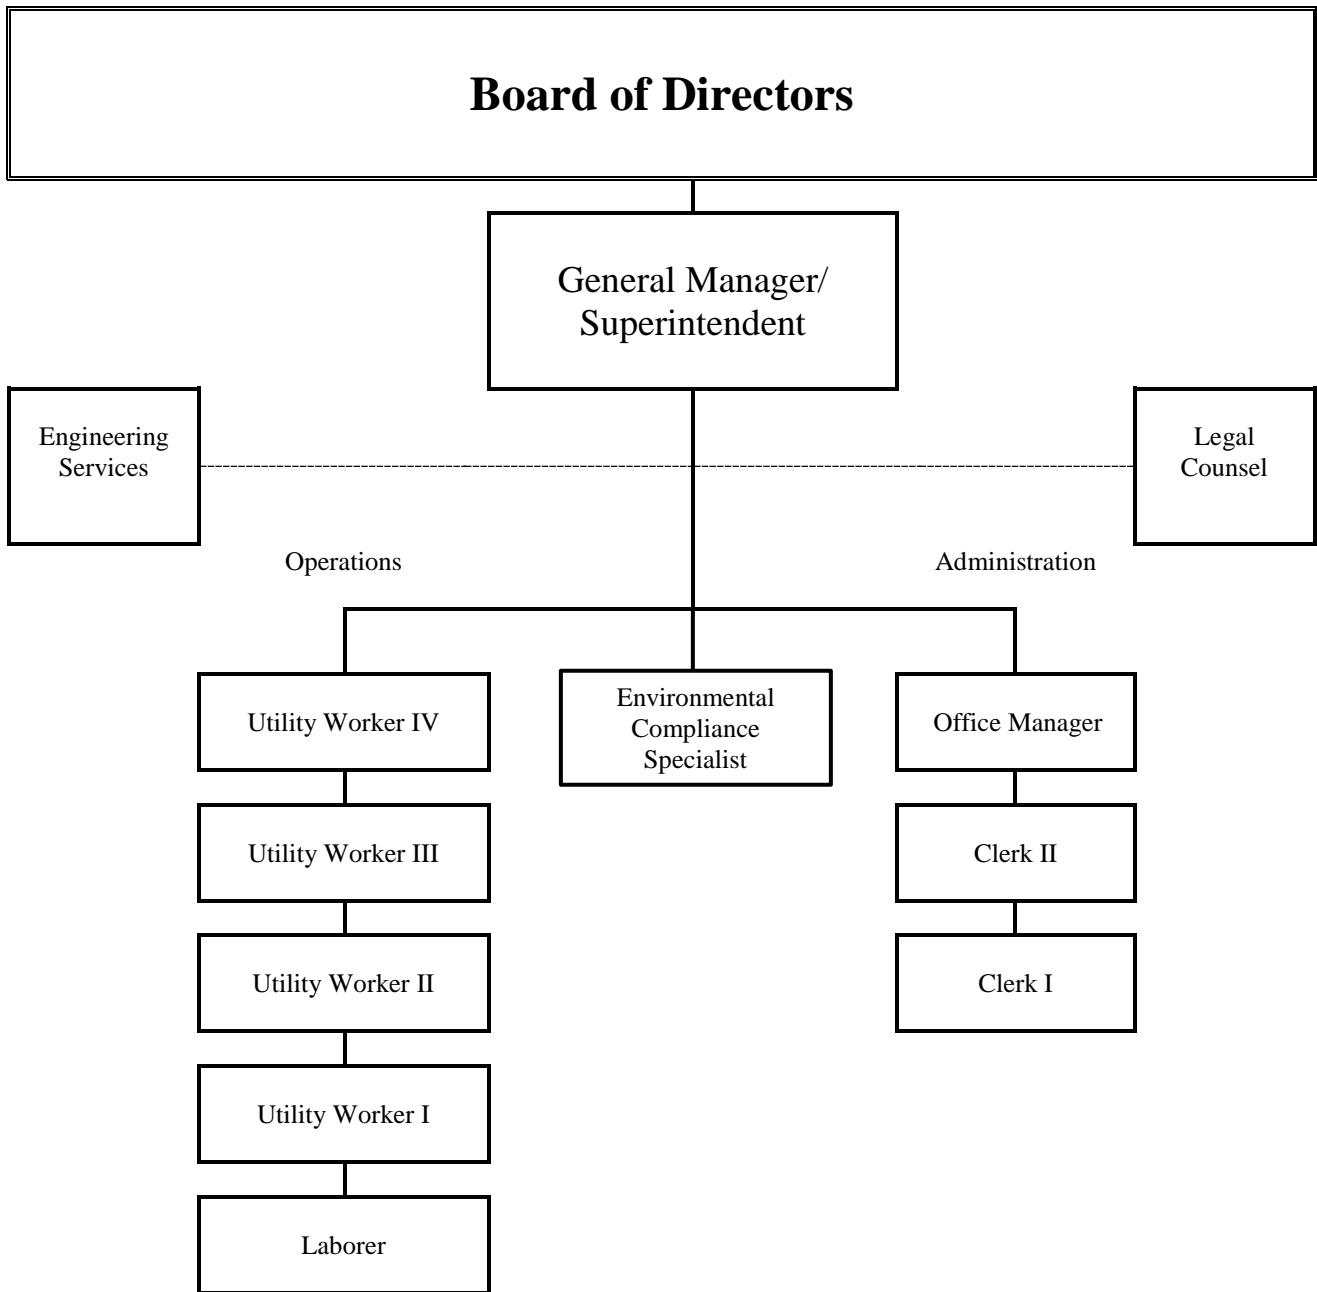 Board of Directors
General Manager/
Superintendent
Engineering
Services
Legal
Counsel
Operations
Administration
Utility Worker IV
Environmental
Compliance
Specialist
Office Manager
Utility Worker III
Clerk II
Utility Worker II
Clerk I
Utility Worker I
Laborer